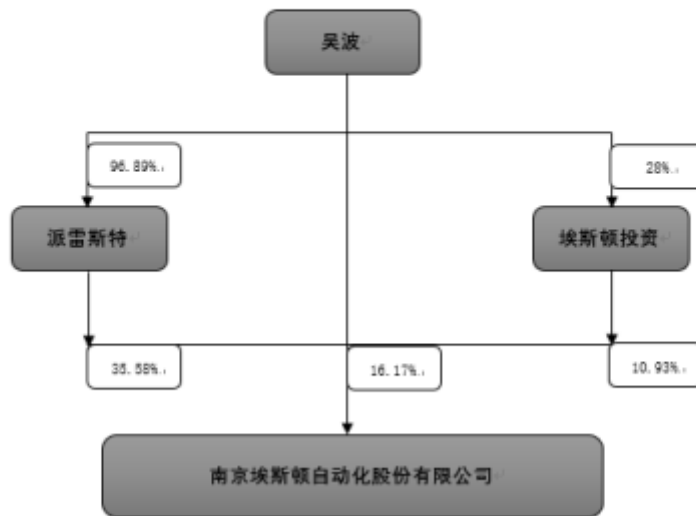 吴波
96.89%
28%
派雷斯特
埃斯顿投资
35.58%
16.17%
10.93%
南京埃斯顿自动化股份有限公司